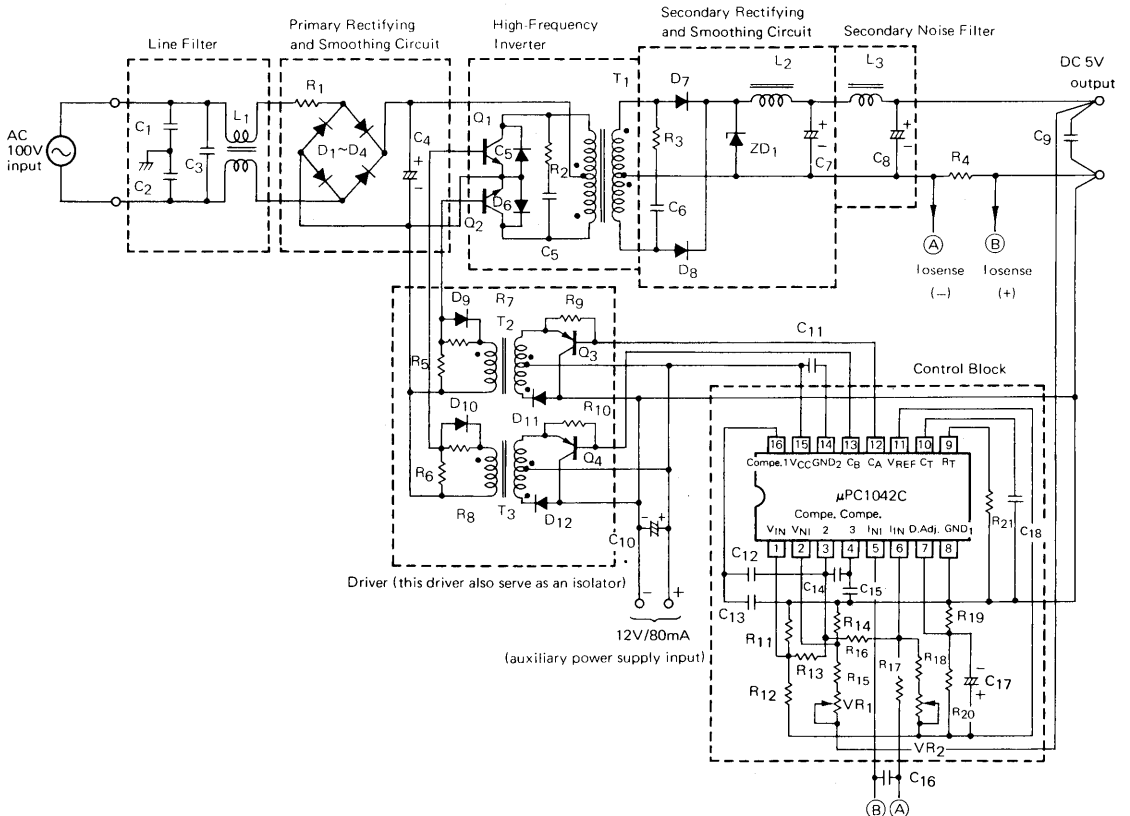 Line Filter
Primary Rectifying
and Smoothing Circuit
High-Frequency
Inverter
Secondary Rectifying
and Smoothing Circuit
Secondary Noise Filter
AC
100V
input
C1
C2
C3
L1
R1
D1~D4
C4
+
-
Q1
Q2
C5
D6
R2
C5
T1
D7
R3
C6
D8
ZD1
L2
+
-
C7
L3
+
-
C8
R4
C9
DC 5V
output
A
B
Iosense
(-)
Iosense
(+)
D9
R7
R9
T2
Q3
R5
D10
D11
R10
R6
R8
T3
D12
Q4
C11
C10
-
+
Driver (this driver also serve as an isolator)
-
+
12V/80mA
(auxiliary power supply input)
Control Block
16
15
14
13
12
11
10
9
Compe.1 VCC GND2 CB CA VREF CT RT
μPC1042C
Compe. Compe.
VIN VNI 2 3 INI IIN D.Adj. GND1
1
2
3
4
5
6
7
8
R21
C18
C12
C13
C14
C15
R11
R12
R13
R14
R16
R15
VR1
R17
R18
VR2
R19
R20
-
+
C17
C16
B A